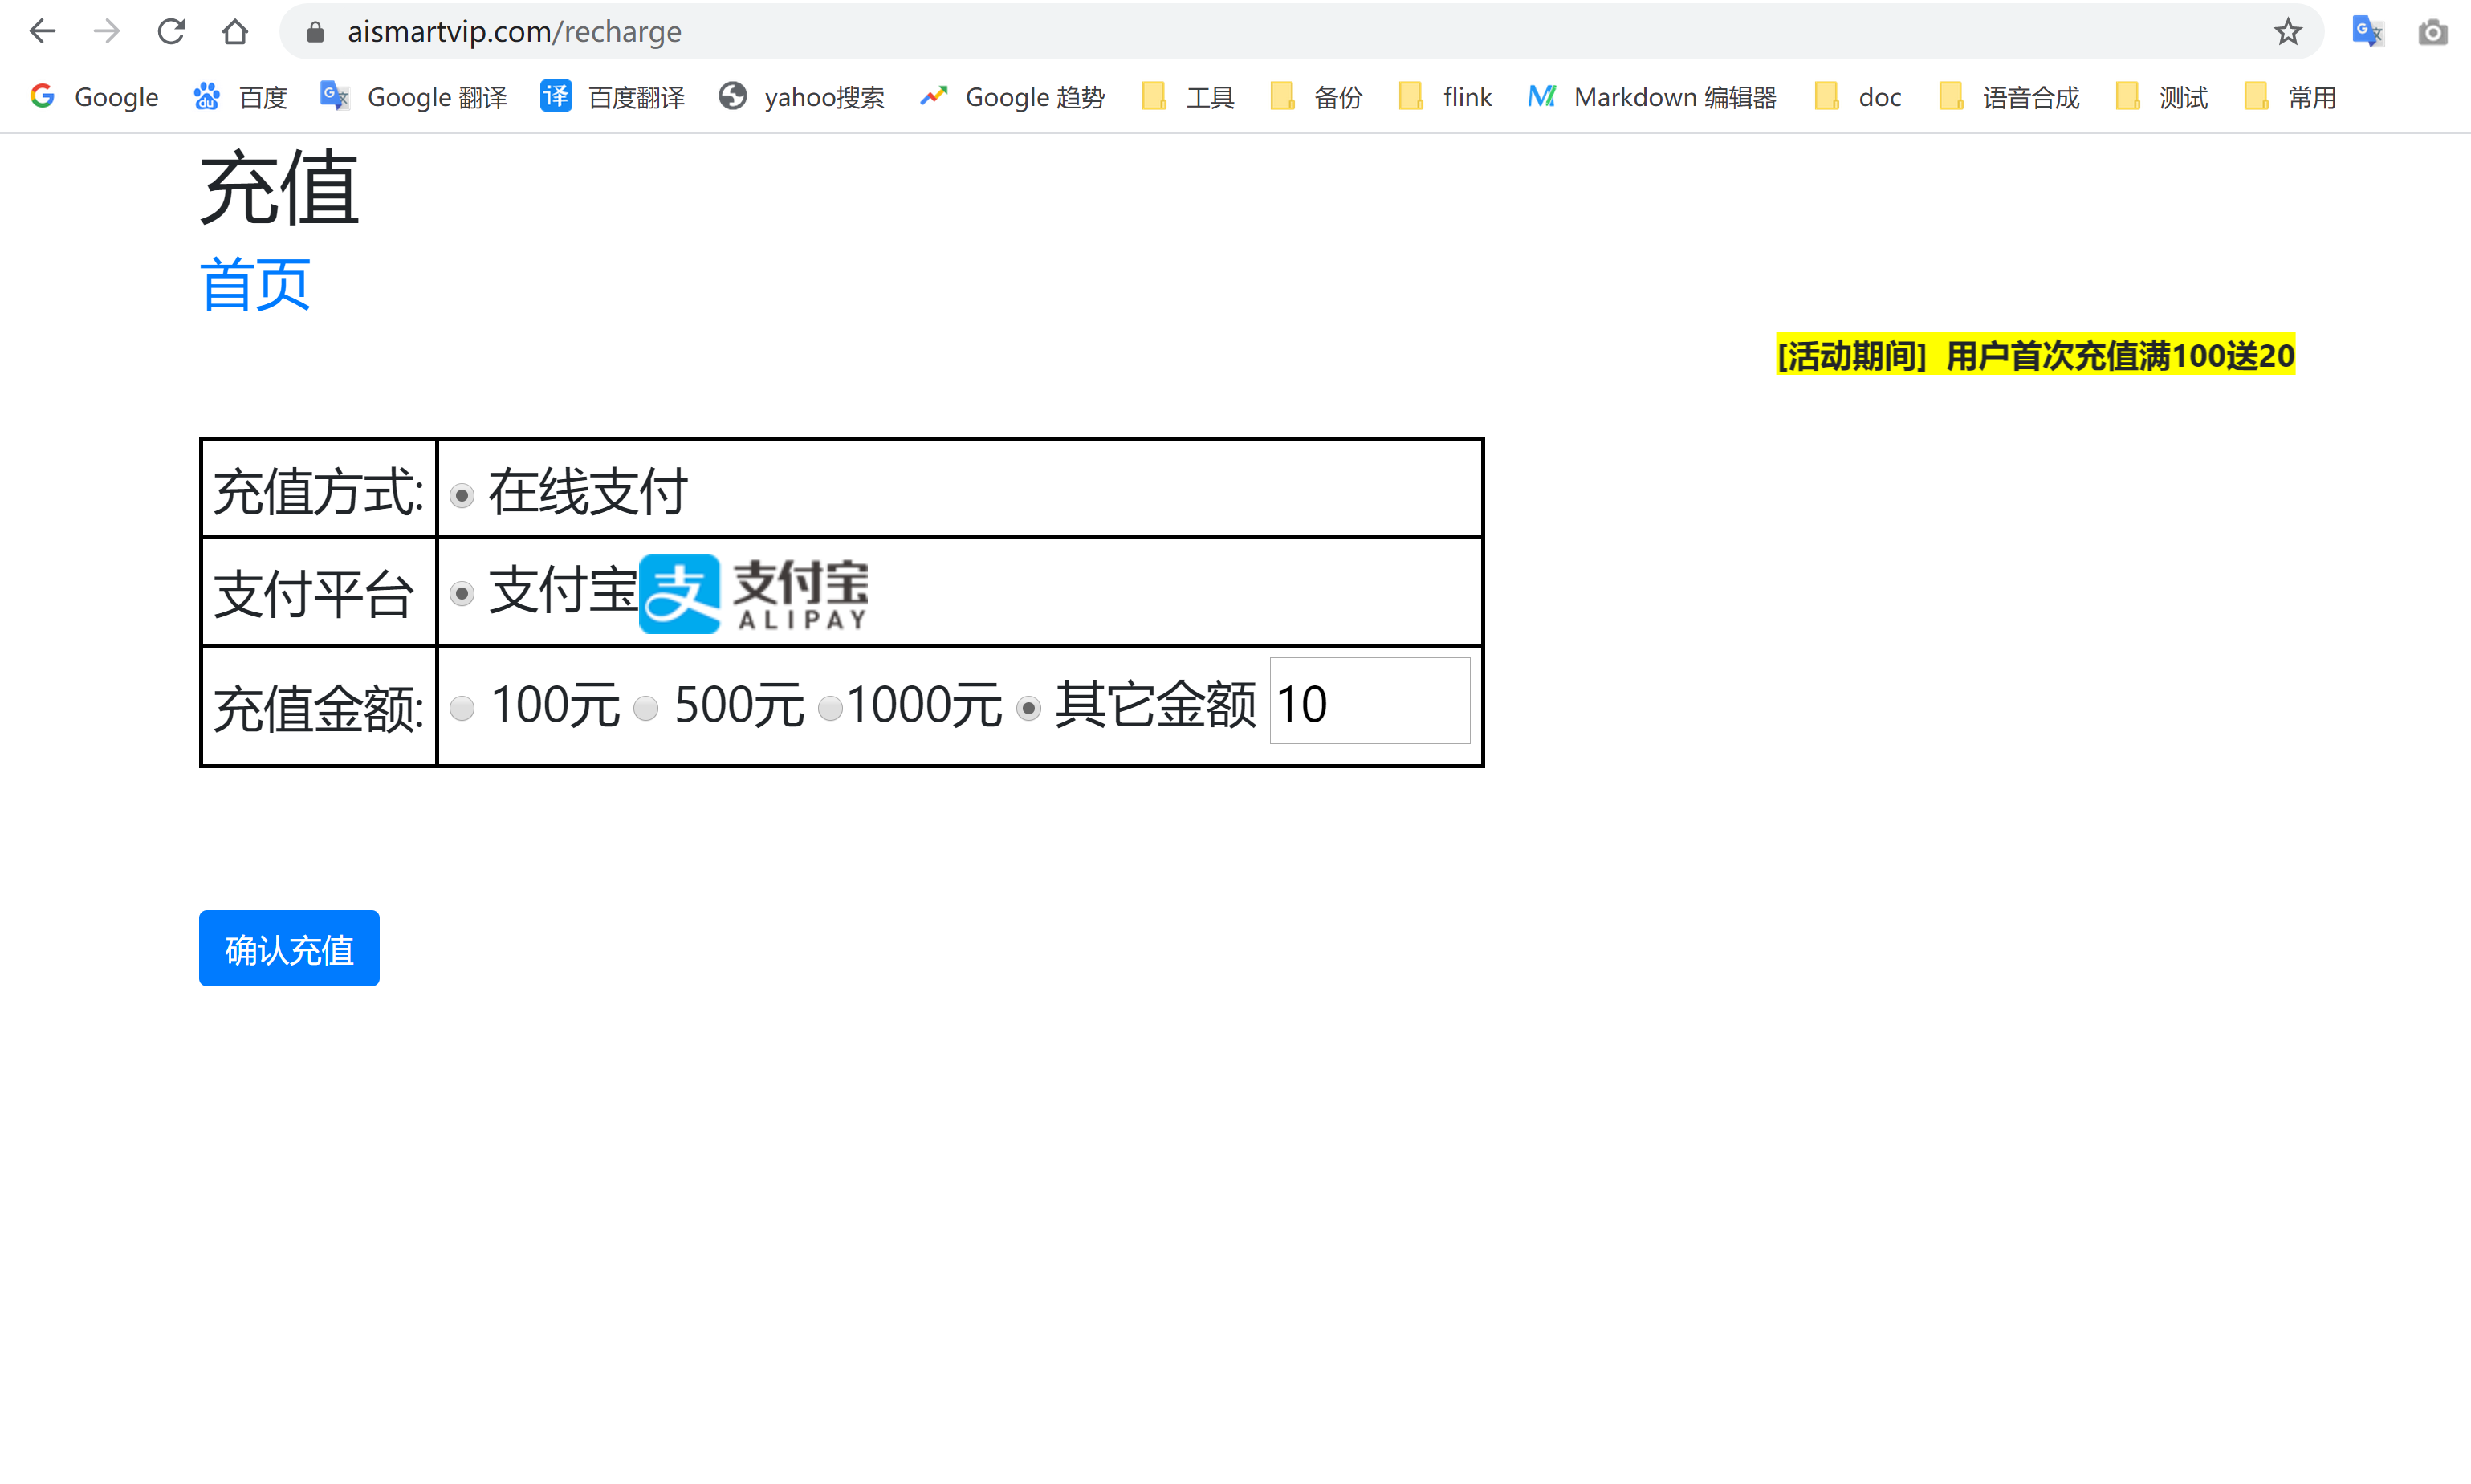 aismartvip.com/recharge
Google 百度 Google 翻译 百度翻译 yahoo搜索 Google 趋势 工具 备份 flink Markdown 编辑器 doc 语音合成 测试 常用
充值
首页
[活动期间] 用户首次充值满100送20
充值方式: 在线支付
支付平台 支付宝 支 支付宝 ALIPAY
充值金额: 100元 500元 1000元 其它金额 10
确认充值